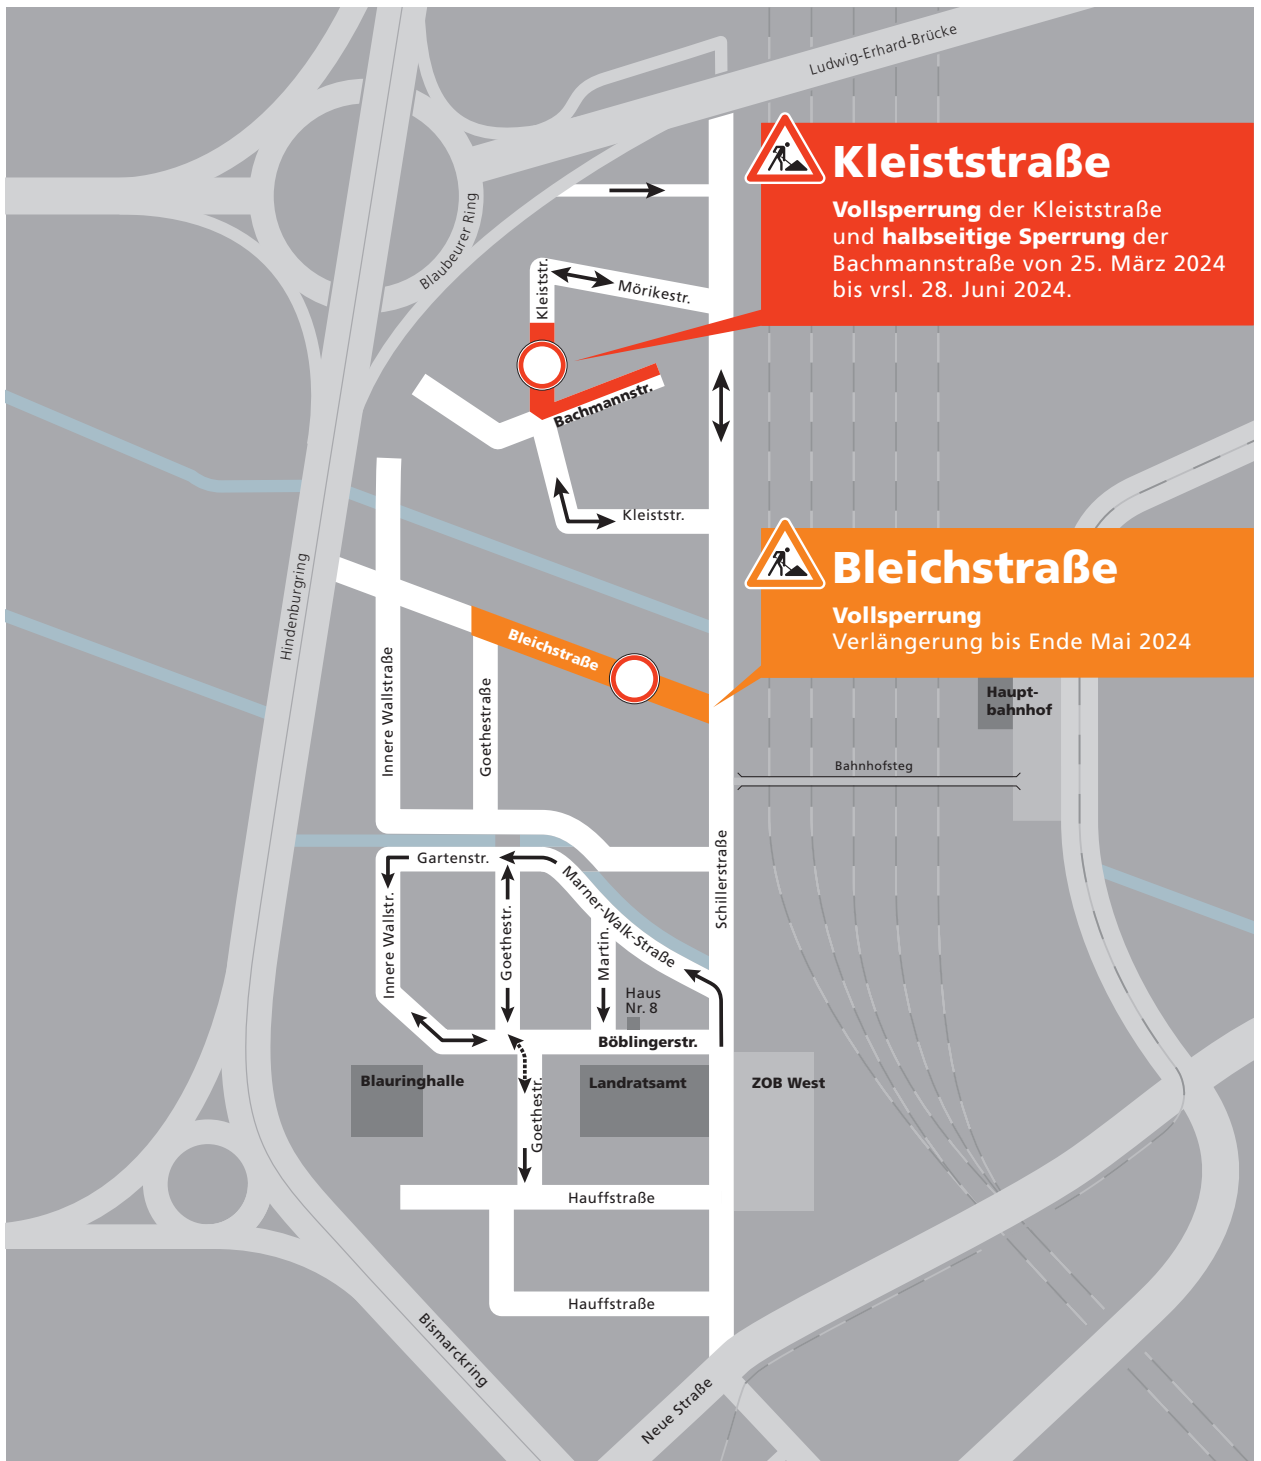 Ludwig-Erhard-Brücke
Kleiststraße
Vollsperrung der Kleiststraße
und halbseitige Sperrung der
Bachmannstraße von 25. März 2024
bis vrsl. 28. Juni 2024.
Blaubeurer Ring
Kleiststr.
Mörikestr.
Bachmannstr.
Kleiststr.
Bleichstraße
Vollsperrung
Verlängerung bis Ende Mai 2024
Hindenburgring
Bleichstraße
Innere Wallstraße
Goethestraße
Haupt-
bahnhof
Bahnhofsteg
Schillerstraße
Gartenstr.
Marner-Walk-Straße
Innere Wallstr.
Goethestr.
Martin.
Haus
Nr. 8
Böblingerstr.
Blauringhalle
Landratsamt
ZOB West
Goethestr.
Hauffstraße
Hauffstraße
Bismarckring
Neue Straße